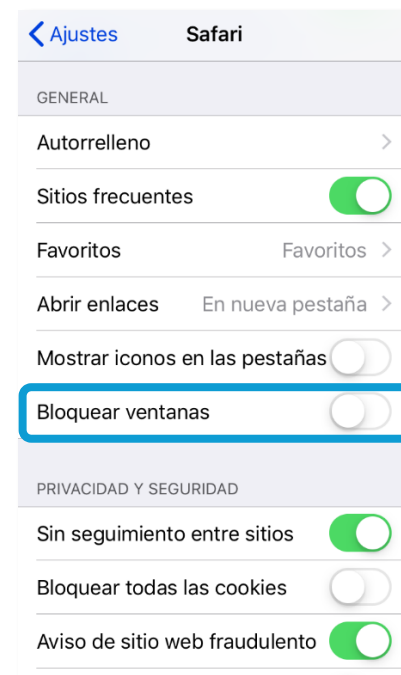 Ajustes Safari
GENERAL
Autorrelleno
Sitios frecuentes
Favoritos Favoritos
Abrir enlaces En nueva pestaña
Mostrar iconos en las pestañas
Bloquear ventanas
PRIVACIDAD Y SEGURIDAD
Sin seguimiento entre sitios
Bloquear todas las cookies
Aviso de sitio web fraudulento